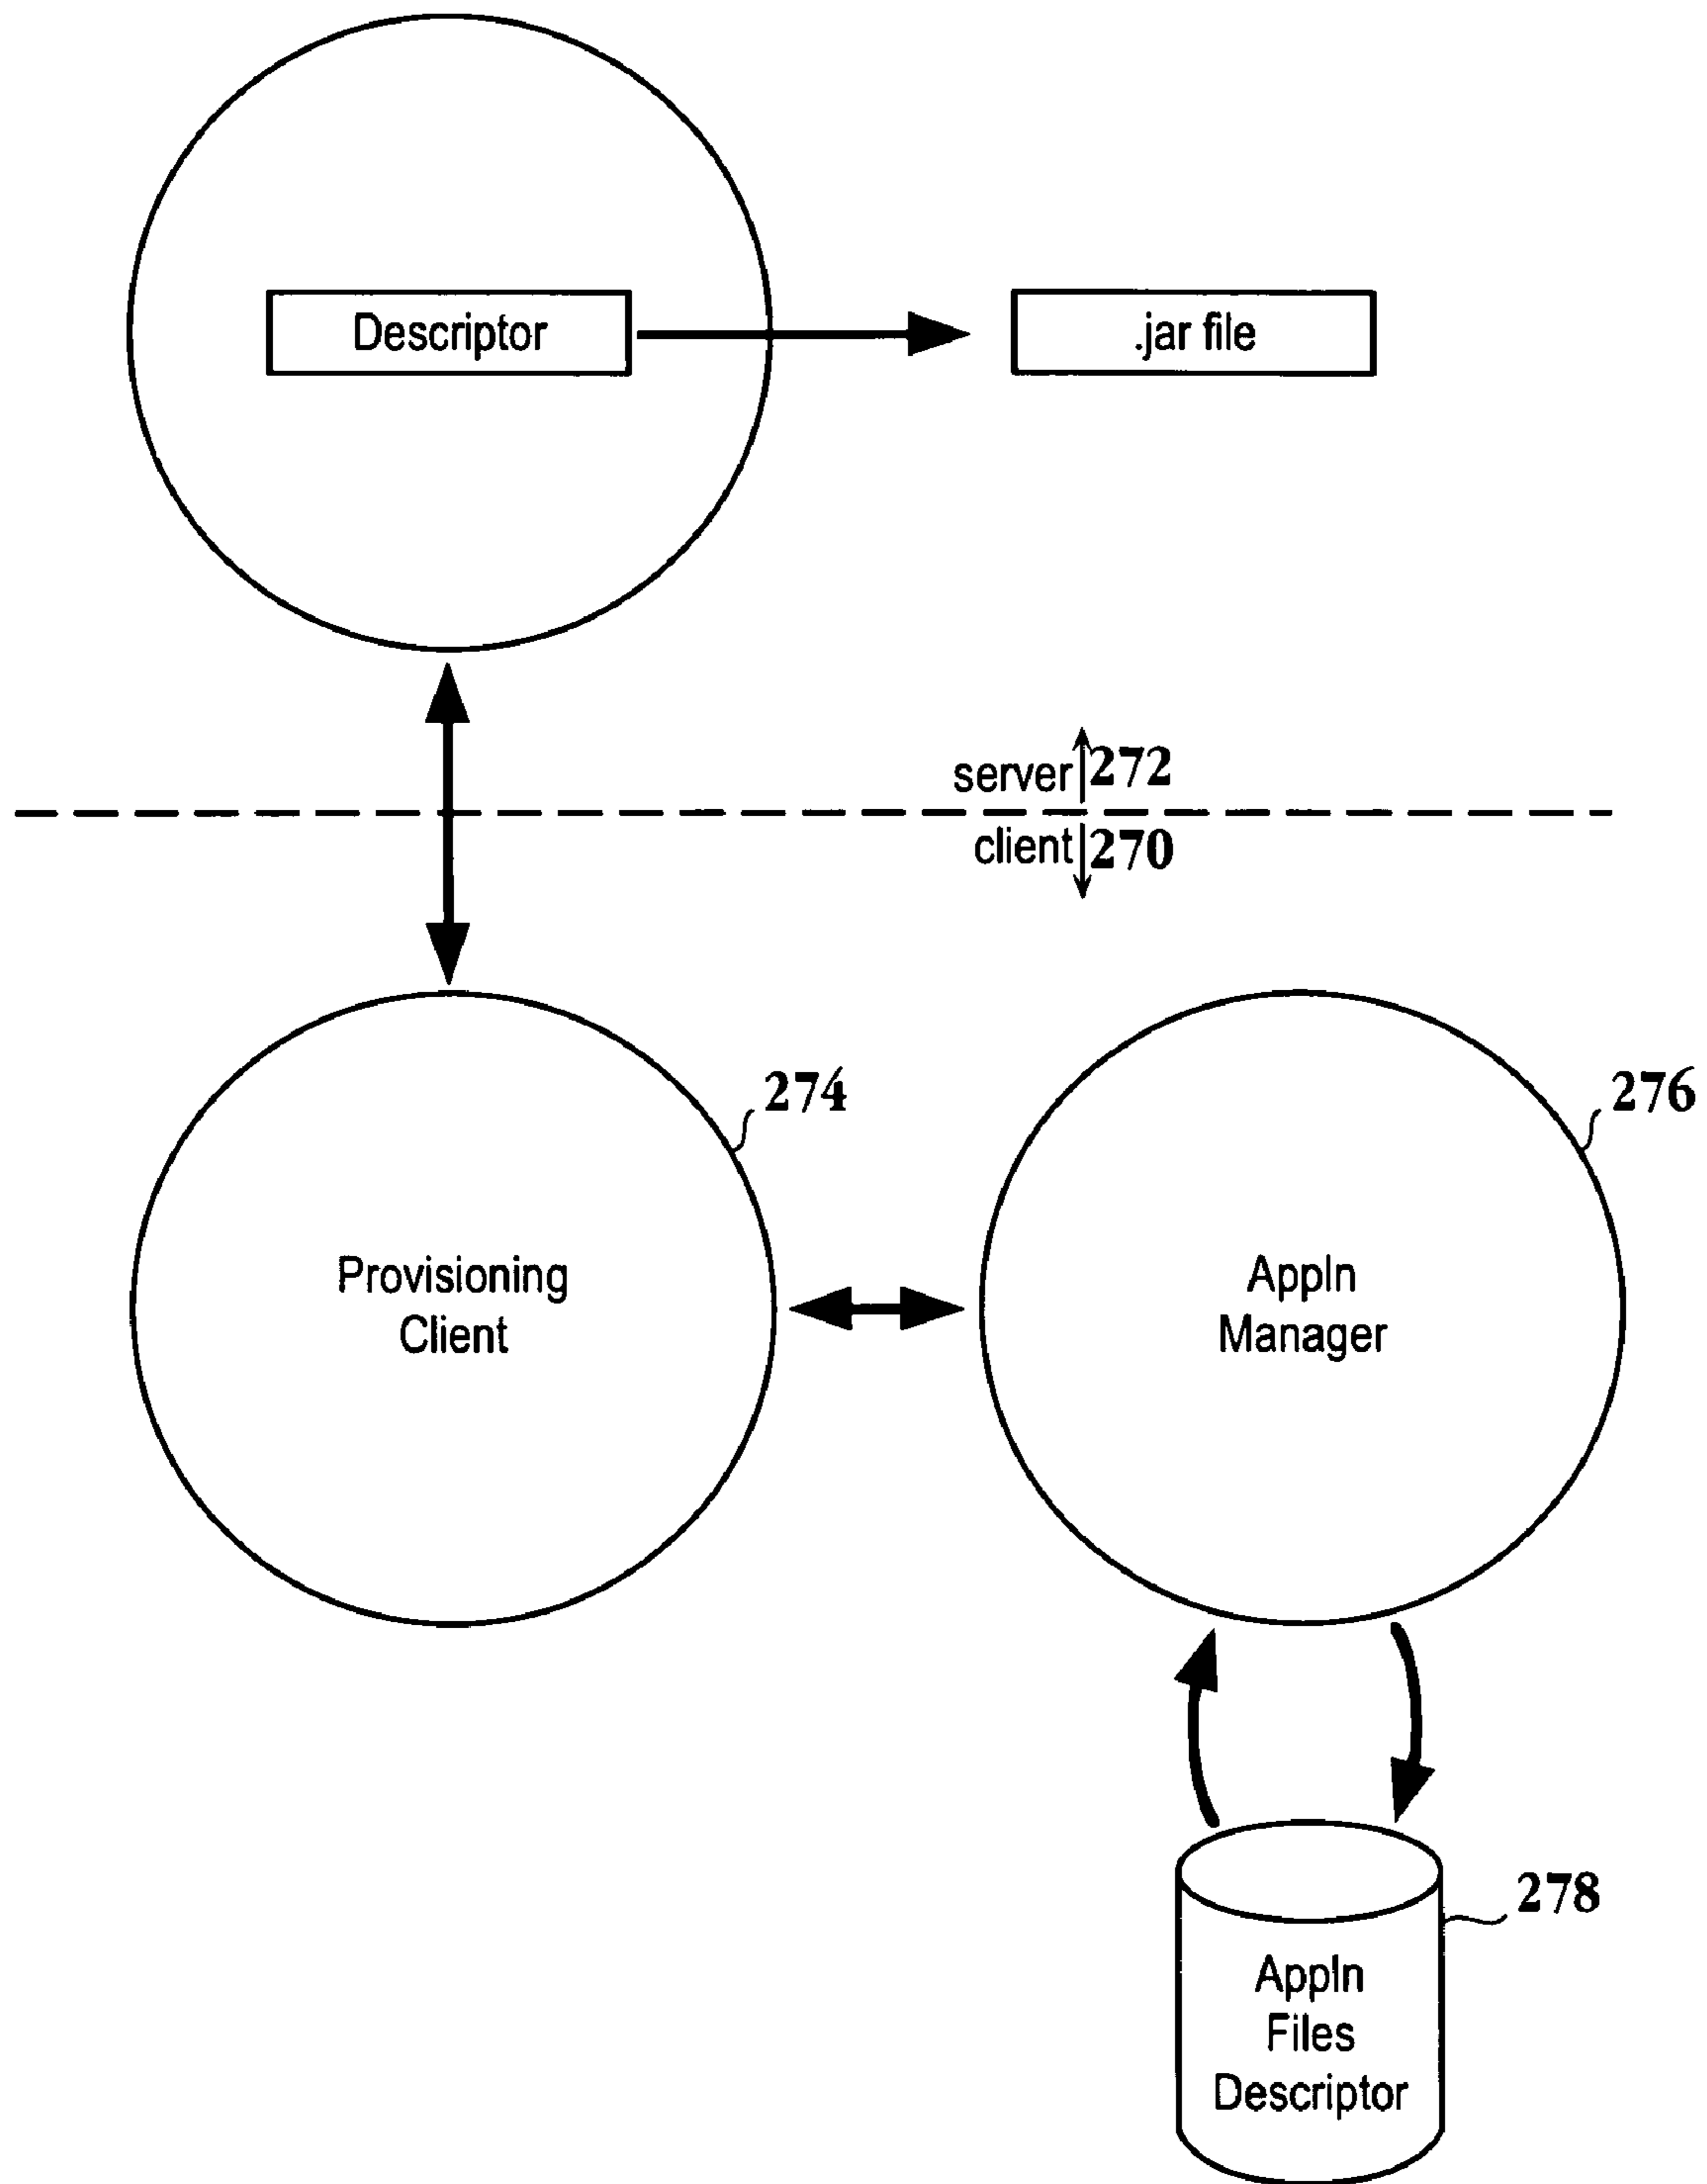 Descriptor
.jar file
server 272
client 270
274
276
Provisioning
Client
Appln
Manager
278
Appln
Files
Descriptor